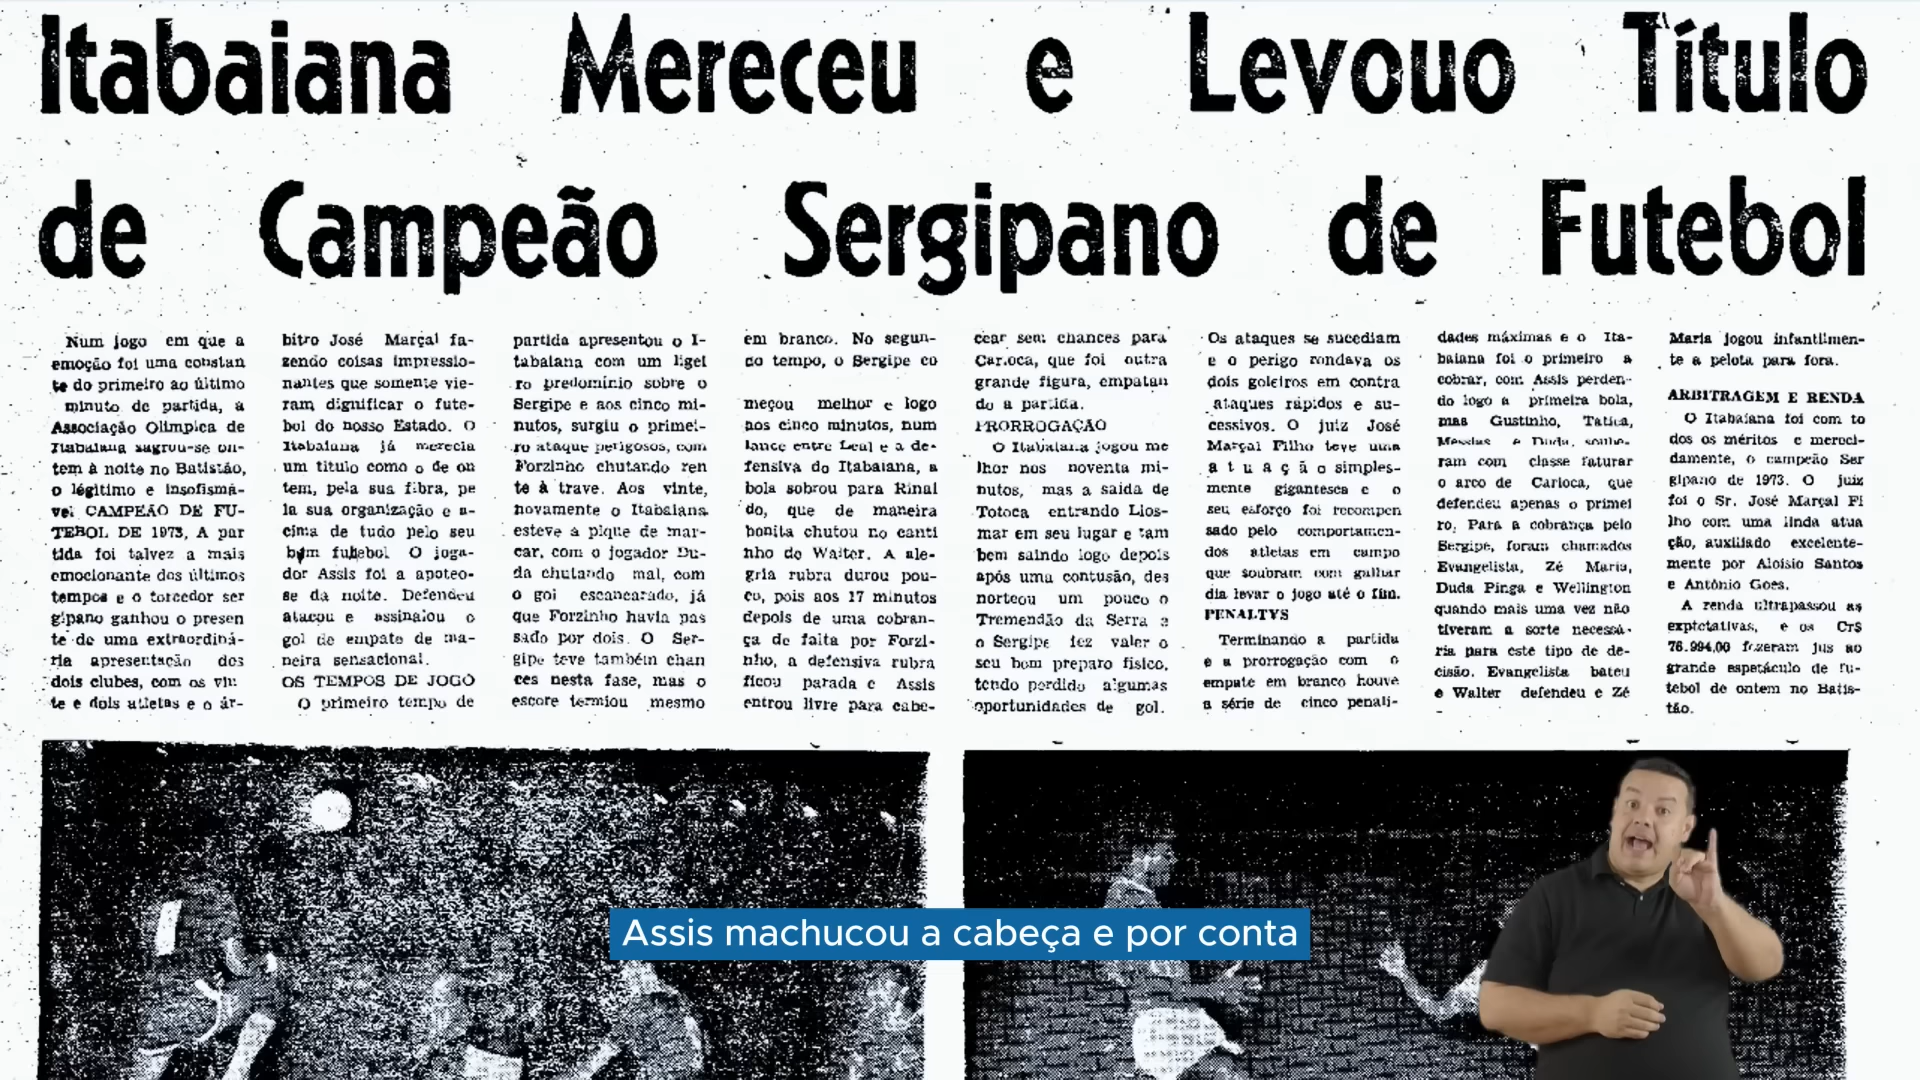 Itabaiana Mereceu e Levouo Título
de Campeão Sergipano de Futebol
Num jogo em que a
emoção foi uma constan
te do primeiro ao último
minuto de partida, a
Associação Olímpica de
Itabaiana sagrou-se on-
tem à noite no Batistão,
o légitimo e insofismá-
vel CAMPEÃO DE FU-
TEBOL DE 1973, A par
tida foi talvez a mais
emocionante dos últimos
tempos e o torcedor ser
gipano ganhou o presen
te de uma extraordiná-
ria apresentação dos
dois clubes, com os vin
te e dois atletas e o ár-
bitro José Marçal fa-
zendo coisas impressio-
nantes que somente vie-
ram dignificar o fute-
bol do nosso Estado. O
Itabaiana já merecia
um título como o de on
tem, pela sua fibra, pe
la sua organização e a-
cima de tudo pelo seu
bom futebol O joga-
dor Assis foi a apoteo-
se da noite. Defendeu
atacou e assinalou o
gol de empate de ma-
neira sensacional.
OS TEMPOS DE JOGO
O primeiro tempo de
partida apresentou o I-
tabaiana com um ligei
ro predomínio sobre o
Sergipe e aos cinco mi-
nutos, surgiu o primei-
ro ataque perigosos, com
Forzinho chutando ren
te à trave. Aos vinte,
novamente o Itabaiana
esteve a pique de mar-
car, com o jogador Du-
da chutando mal, com
o gol escancarado, já
que Forzinho havia pas
sado por dois. O Ser-
gipe teve também chan
ces nesta fase, mas o
escore termiou mesmo
em branco. No segun-
do tempo, o Sergipe co
meçou melhor e logo
aos cinco minutos, num
lance entre Leal e a de-
fensiva do Itabaiana, a
bola sobrou para Rinal
do, que de maneira
bonita chutou no canti
nho de Walter. A ale-
gria rubra durou pou-
co, pois aos 17 minutos
depois de uma cobran-
ça de falta por Forzi-
nho, a defensiva rubra
ficou parada e Assis
entrou livre para cabe-
cear sem chances para
Carioca, que foi outra
grande figura, empatan
do a partida.
PRORROGAÇÃO
O Itabaiana jogou me
lhor nos noventa mi-
nutos, mas a saida de
Totoca entrando Lios-
mar em seu lugar e tam
bem saindo logo depois
após uma contusão, des
norteou um pouco o
Tremendão da Serra e
o Sergipe fez valer o
seu bom preparo fisico,
tendo perdido algumas
oportunidades de gol.
Os ataques se sucediam
e o perigo rondava os
dois goleiros em contra
ataques rápidos e su-
cessivos. O juiz José
Marçal Filho teve uma
atuação simples-
mente gigantesca e o
seu esforço foi recompen
sado pelo comportamen-
dos atletas em campo
que souberam com galhar
dia levar o jogo até o fim.
PENALTYS
Terminando a partida
e a prorrogação com o
empate em branco houve
a série de cinco penali-
dades máximas e o Ita-
baiana foi o primeiro a
cobrar, com Assis perden-
do logo a primeira bola,
mas Gustinho, Tatica,
Messias e Duda, soube-
ram com classe faturar
o arco de Carioca, que
defendeu apenas o primei
ro. Para a cobrança pelo
Sergipe, foram chamados
Evangelista, Zé Maria,
Duda Pinga e Wellington
quando mais uma vez não
tiveram a sorte necessá-
ria para este tipo de de-
cisão. Evangelista bateu
e Walter defendeu e Zé
Maria jogou infantilmen-
te a pelota para fora.
ARBITRAGEM E RENDA
O Itabaiana foi com to
dos os méritos e mereci-
damente, o campeão Ser
gipano de 1973. O juiz
foi o Sr. José Marçal Fi
lho com uma linda atua
ção, auxiliado excelente-
mente por Aloisio Santos
e Antônio Goes.
A renda ultrapassou as
exptetativas, e os Cr$
76.994,00 fizeram jus ao
grande espetáculo de fu-
tebol de ontem no Batis-
tão.
Assis machucou a cabeça e por conta